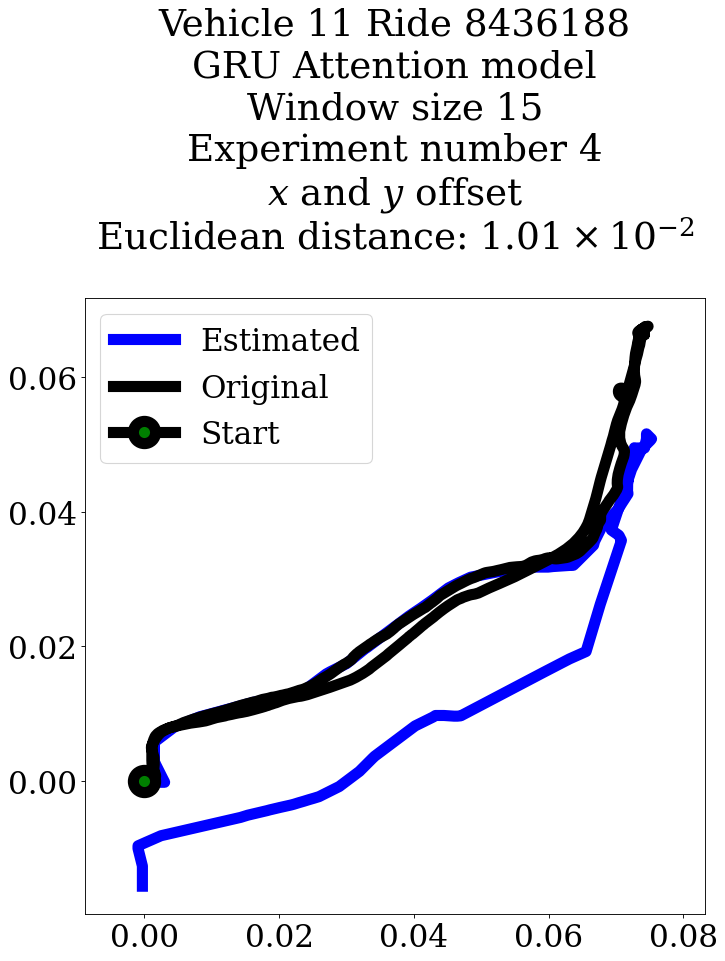 Vehicle 11 Ride 8436188
GRU Attention model
Window size 15
Experiment number 4
x and y offset
Euclidean distance: 1.01 × 10⁻²
Estimated
Original
Start
0.06
0.04
0.02
0.00
0.00 0.02 0.04 0.06 0.08